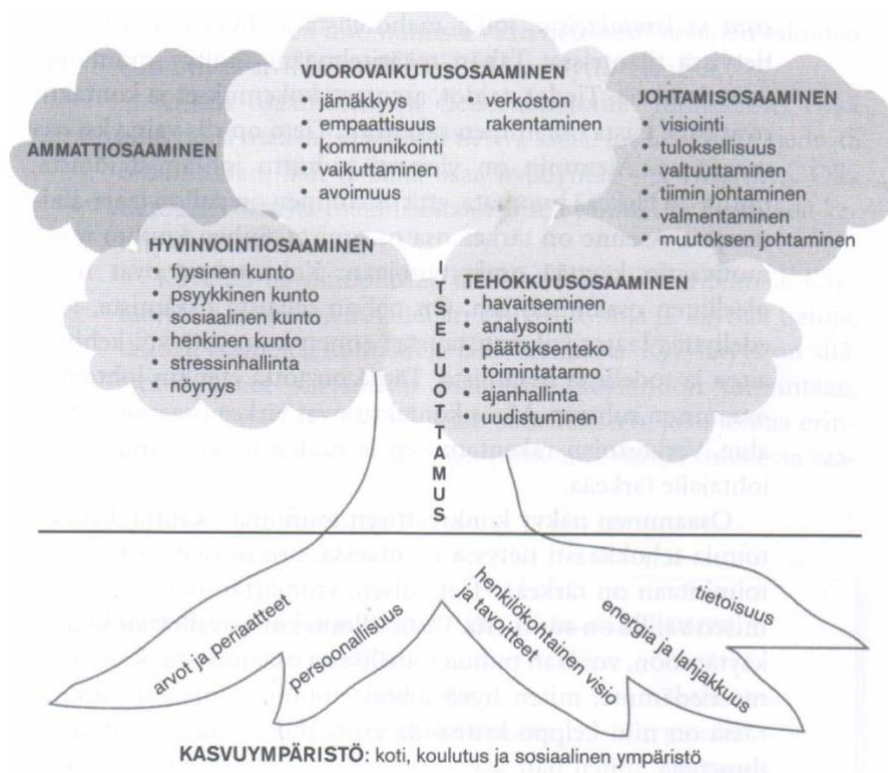 VUOROVAIKUTUSOSAAMINEN
• jämäkkyys
• empaattisuus
• kommunikointi
• vaikuttaminen
• avoimuus
• verkoston
rakentaminen
JOHTAMISOSAAMINEN
• visiointi
• tuloksellisuus
• valtuuttaminen
• tiimin johtaminen
• valmentaminen
• muutoksen johtaminen
AMMATTIOSAAMINEN
HYVINVOINTIOSAAMINEN
• fyysinen kunto
• psyykkinen kunto
• sosiaalinen kunto
• henkinen kunto
• stressinhallinta
• nöyryys
ITSELUOTTAMUS
TEHOKKUUSOSAAMINEN
• havaitseminen
• analysointi
• päätöksenteko
• toimintatarmo
• ajanhallinta
• uudistuminen
arvot ja periaatteet
persoonallisuus
henkilökohtainen visio
ja tavoitteet
energia ja lahjakkuus
tietoisuus
KASVUYMPÄRISTÖ: koti, koulutus ja sosiaalinen ympäristö